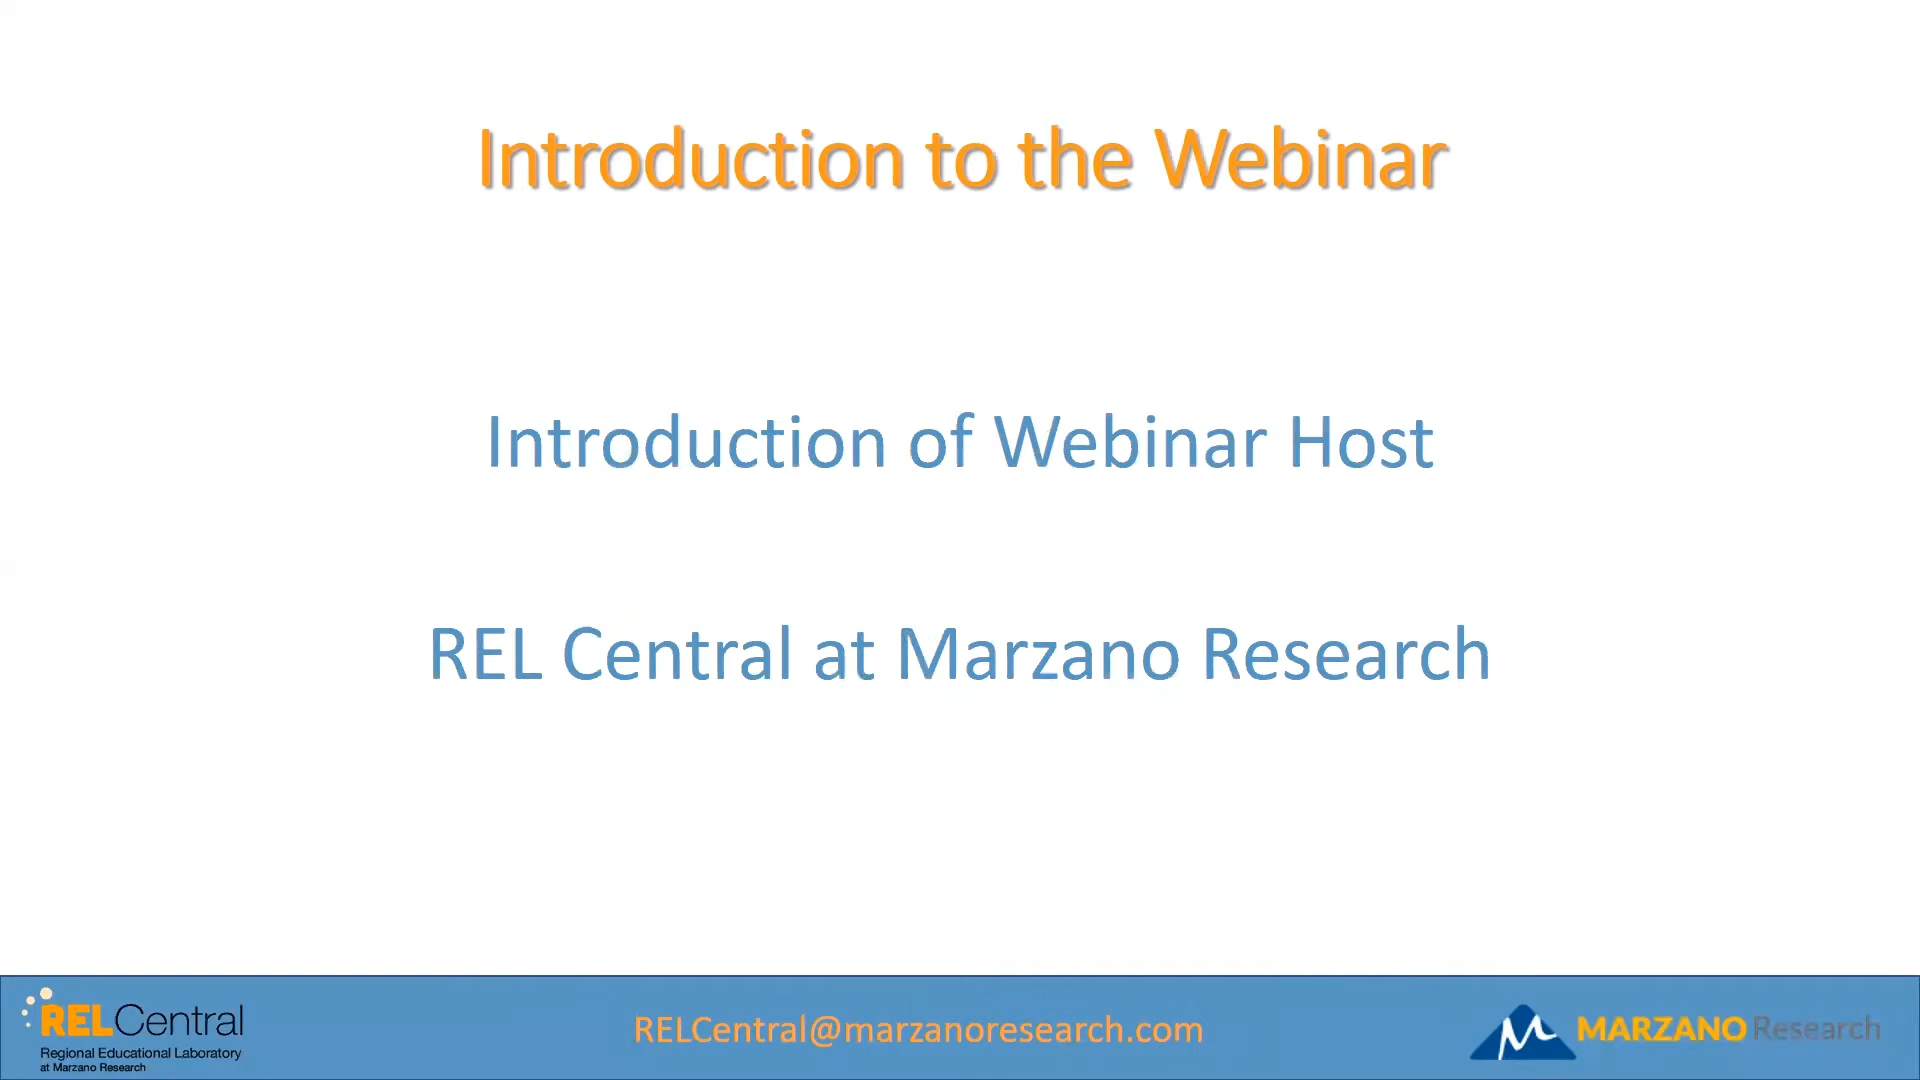 Introduction to the Webinar
Introduction of Webinar Host
REL Central at Marzano Research
RELCentral
Regional Educational Laboratory
at Marzano Research
RELCentral@marzanoresearch.com
MARZANO Research